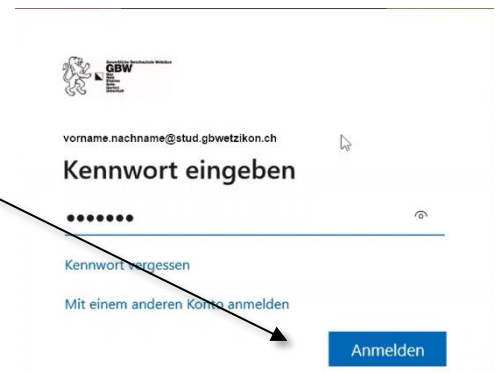 GBW
vorname.nachname@stud.gbwetzikon.ch
Kennwort eingeben
Kennwort vergessen
Mit einem anderen Konto anmelden
Anmelden